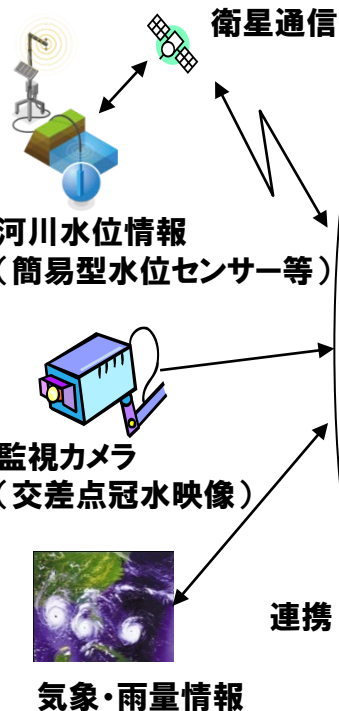 衛星通信
河川水位情報
（簡易型水位センサー等）
監視カメラ
（交差点冠水映像）
連携
気象・雨量情報